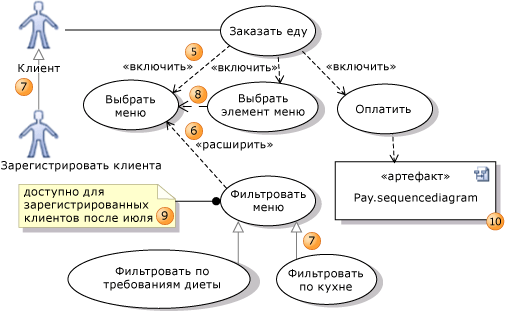 Заказать еду
5
«включить»
«включить»
«включить»
Клиент
7
Выбрать
меню
8
Выбрать
элемент меню
Оплатить
6
«расширить»
Зарегистрировать клиента
«артефакт»
Pay.sequencediagram
10
доступно для
зарегистрированных
клиентов после июля
9
Фильтровать
меню
7
Фильтровать по
требованиям диеты
Фильтровать
по кухне